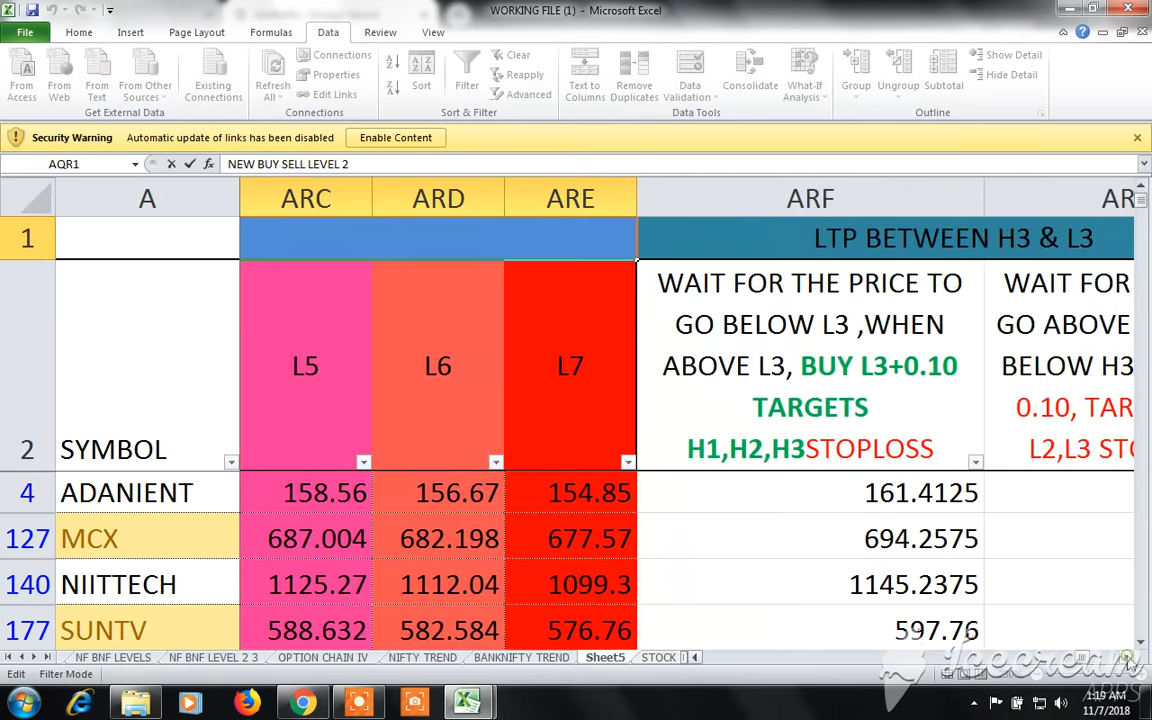 WORKING FILE (1) - Microsoft Excel
File Home Insert Page Layout Formulas Data Review View
From Access
From Web
From Text
From Other Sources
Existing Connections
Get External Data
Refresh All
Connections
Properties
Edit Links
Connections
Sort
Filter
Clear
Reapply
Advanced
Sort & Filter
Text to Columns
Remove Duplicates
Data Validation
Consolidate
What-If Analysis
Data Tools
Group
Ungroup
Subtotal
Show Detail
Hide Detail
Outline
Security Warning Automatic update of links has been disabled Enable Content
AQR1 fx NEW BUY SELL LEVEL 2
A ARC ARD ARE ARF AR
1 LTP BETWEEN H3 & L3
2 SYMBOL L5 L6 L7
WAIT FOR THE PRICE TO
GO BELOW L3 ,WHEN
ABOVE L3, BUY L3+0.10
TARGETS
H1,H2,H3STOPLOSS
WAIT FOR
GO ABOVE
BELOW H3
0.10, TAR
L2,L3 STO
4 ADANIENT 158.56 156.67 154.85 161.4125
127 MCX 687.004 682.198 677.57 694.2575
140 NIITTECH 1125.27 1112.04 1099.3 1145.2375
177 SUNTV 588.632 582.584 576.76 597.76
NF BNF LEVELS NF BNF LEVEL 2 3 OPTION CHAIN IV NIFTY TREND BANKNIFTY TREND Sheet5 STOCK
Edit Filter Mode
Icecream
APPS
1:19 AM
11/7/2018